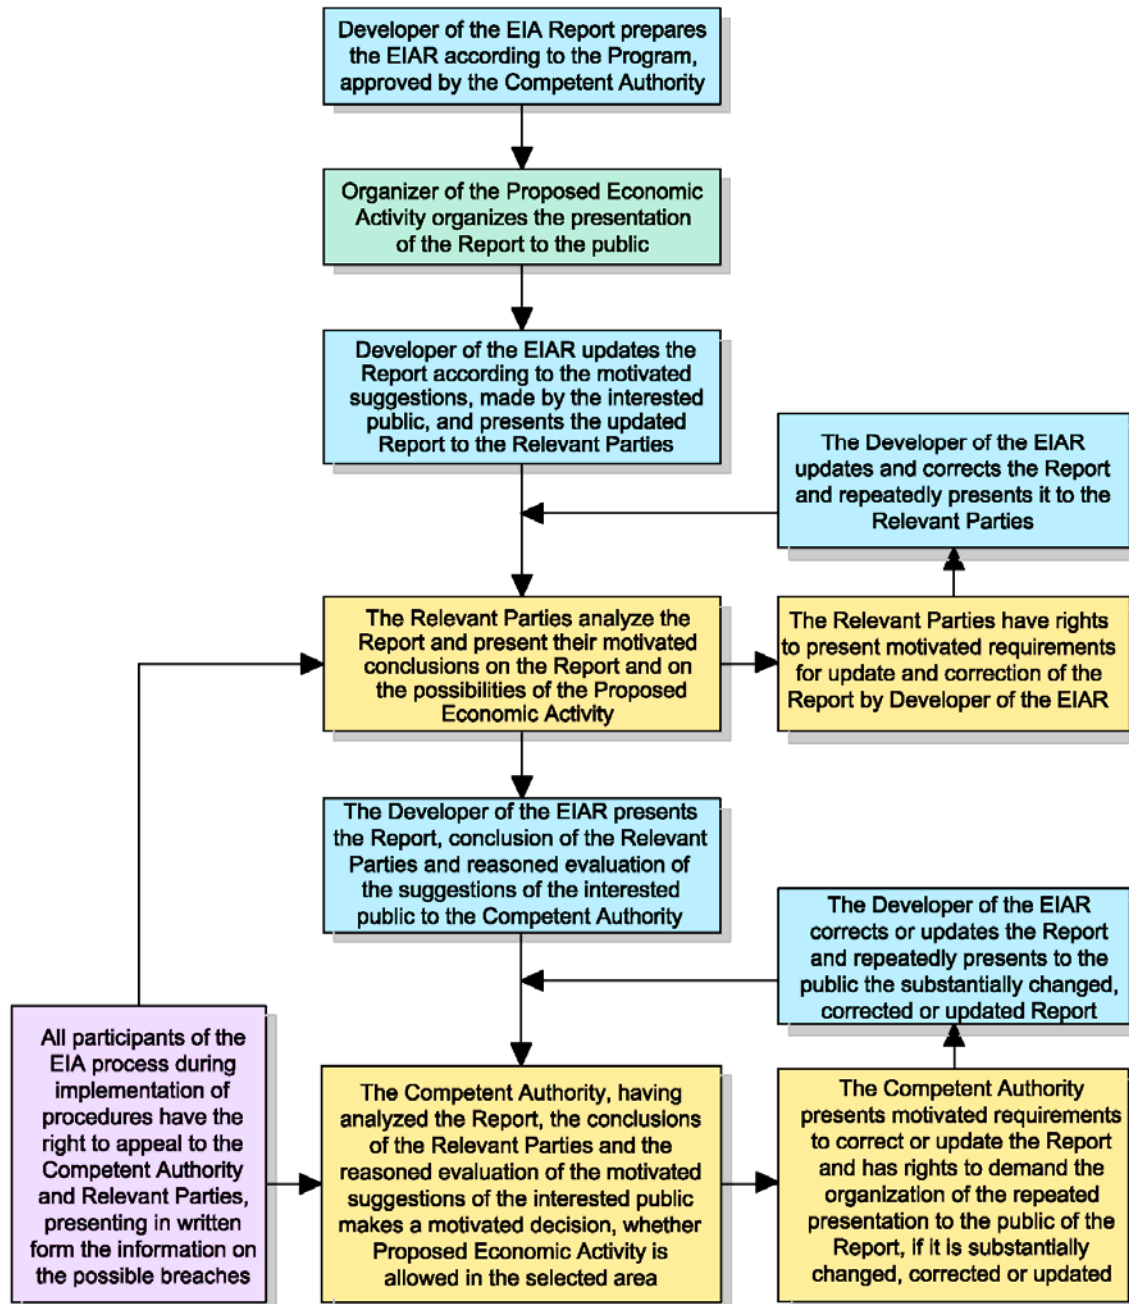 Developer of the EIA Report prepares
the EIAR according to the Program,
approved by the Competent Authority
Organizer of the Proposed Economic
Activity organizes the presentation
of the Report to the public
Developer of the EIAR updates the
Report according to the motivated
suggestions, made by the interested
public, and presents the updated
Report to the Relevant Parties
The Developer of the EIAR
updates and corrects the Report
and repeatedly presents it to the
Relevant Parties
The Relevant Parties analyze the
Report and present their motivated
conclusions on the Report and on
the possibilities of the Proposed
Economic Activity
The Relevant Parties have rights
to present motivated requirements
for update and correction of the
Report by Developer of the EIAR
The Developer of the EIAR presents
the Report, conclusion of the Relevant
Parties and reasoned evaluation of
the suggestions of the interested
public to the Competent Authority
The Developer of the EIAR
corrects or updates the Report
and repeatedly presents to the
public the substantially changed,
corrected or updated Report
All participants of the
EIA process during
implementation of
procedures have the
right to appeal to the
Competent Authority
and Relevant Parties,
presenting in written
form the information on
the possible breaches
The Competent Authority, having
analyzed the Report, the conclusions
of the Relevant Parties and the
reasoned evaluation of the motivated
suggestions of the interested public
makes a motivated decision, whether
Proposed Economic Activity is
allowed in the selected area
The Competent Authority
presents motivated requirements
to correct or update the Report
and has rights to demand the
organization of the repeated
presentation to the public of the
Report, if it is substantially
changed, corrected or updated